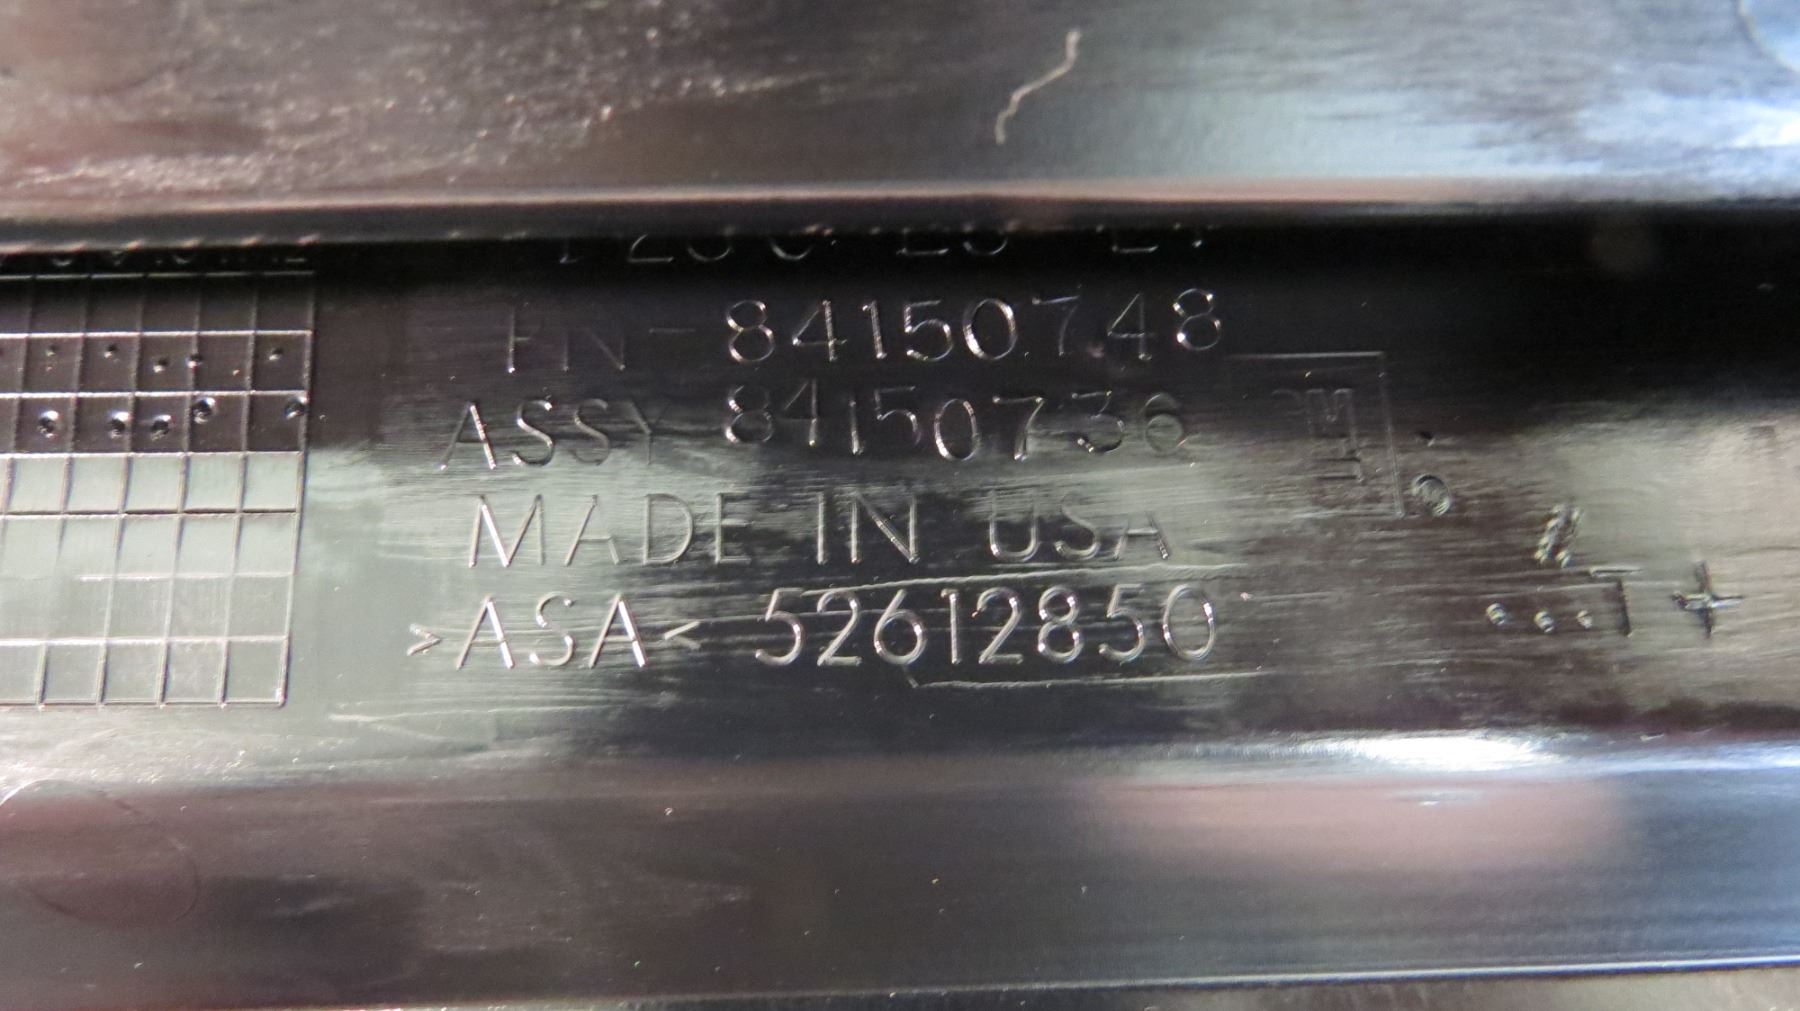 PN-84150748
ASSY 84150736
MADE IN USA
>ASA< 52612850